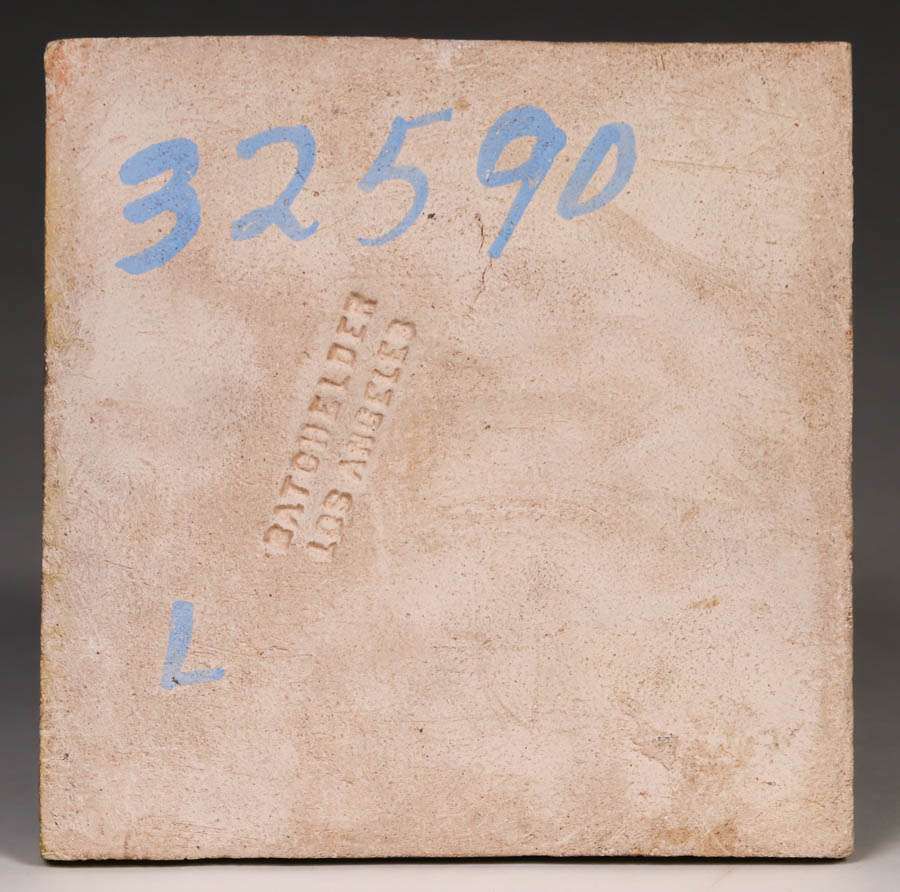 32590
BATCHELDER
LOS ANGELES
L